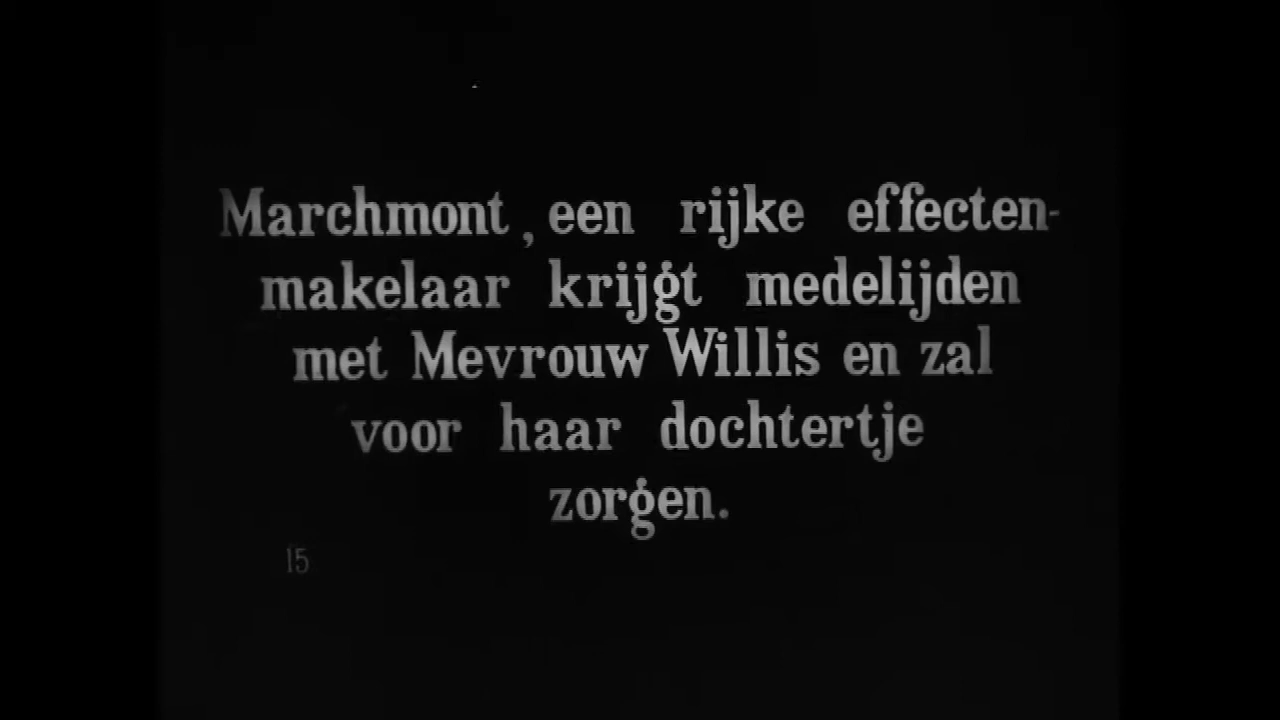 Marchmont, een rijke effecten-
makelaar krijgt medelijden
met Mevrouw Willis en zal
voor haar dochtertje
zorgen.
15